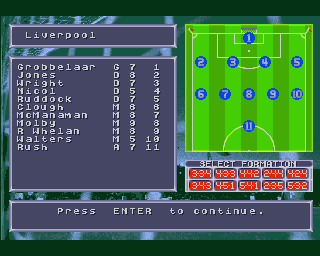 Liverpool
Grobbelaar G 7 1
Jones D 8 2
Wright D 7 3
Nicol D 5 4
Ruddock D 7 5
Clough M 8 6
McManaman M 8 7
Molby M 9 8
R Whelan M 8 9
Walters M 5 10
Rush A 7 11
1
2 3 4 5
6 7 8 9 10
11
SELECT FORMATION
334 433 442 244 424
343 451 541 235 532
Press ENTER to continue.